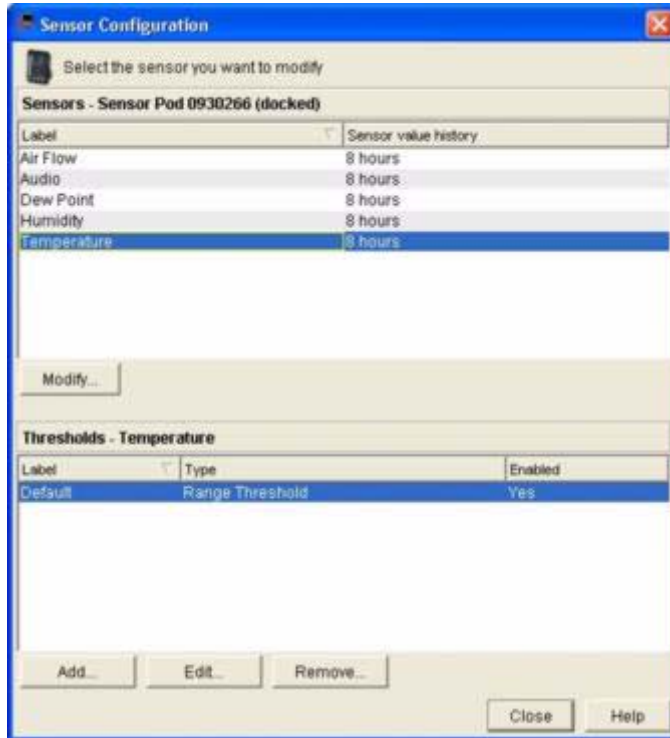 Sensor Configuration
Select the sensor you want to modify
Sensors - Sensor Pod 0930266 (docked)
Label Sensor value history
Air Flow 8 hours
Audio 8 hours
Dew Point 8 hours
Humidity 8 hours
Temperature 8 hours
Modify...
Thresholds - Temperature
Label Type Enabled
Default Range Threshold Yes
Add... Edit... Remove...
Close Help